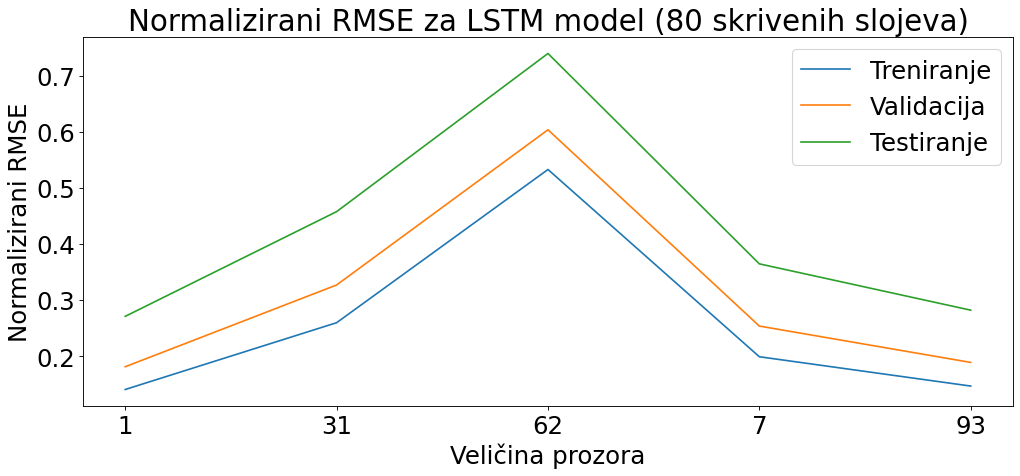 Normalizirani RMSE za LSTM model (80 skrivenih slojeva)
Normalizirani RMSE
0.7
0.6
0.5
0.4
0.3
0.2
Treniranje
Validacija
Testiranje
1 31 62 7 93
Veličina prozora